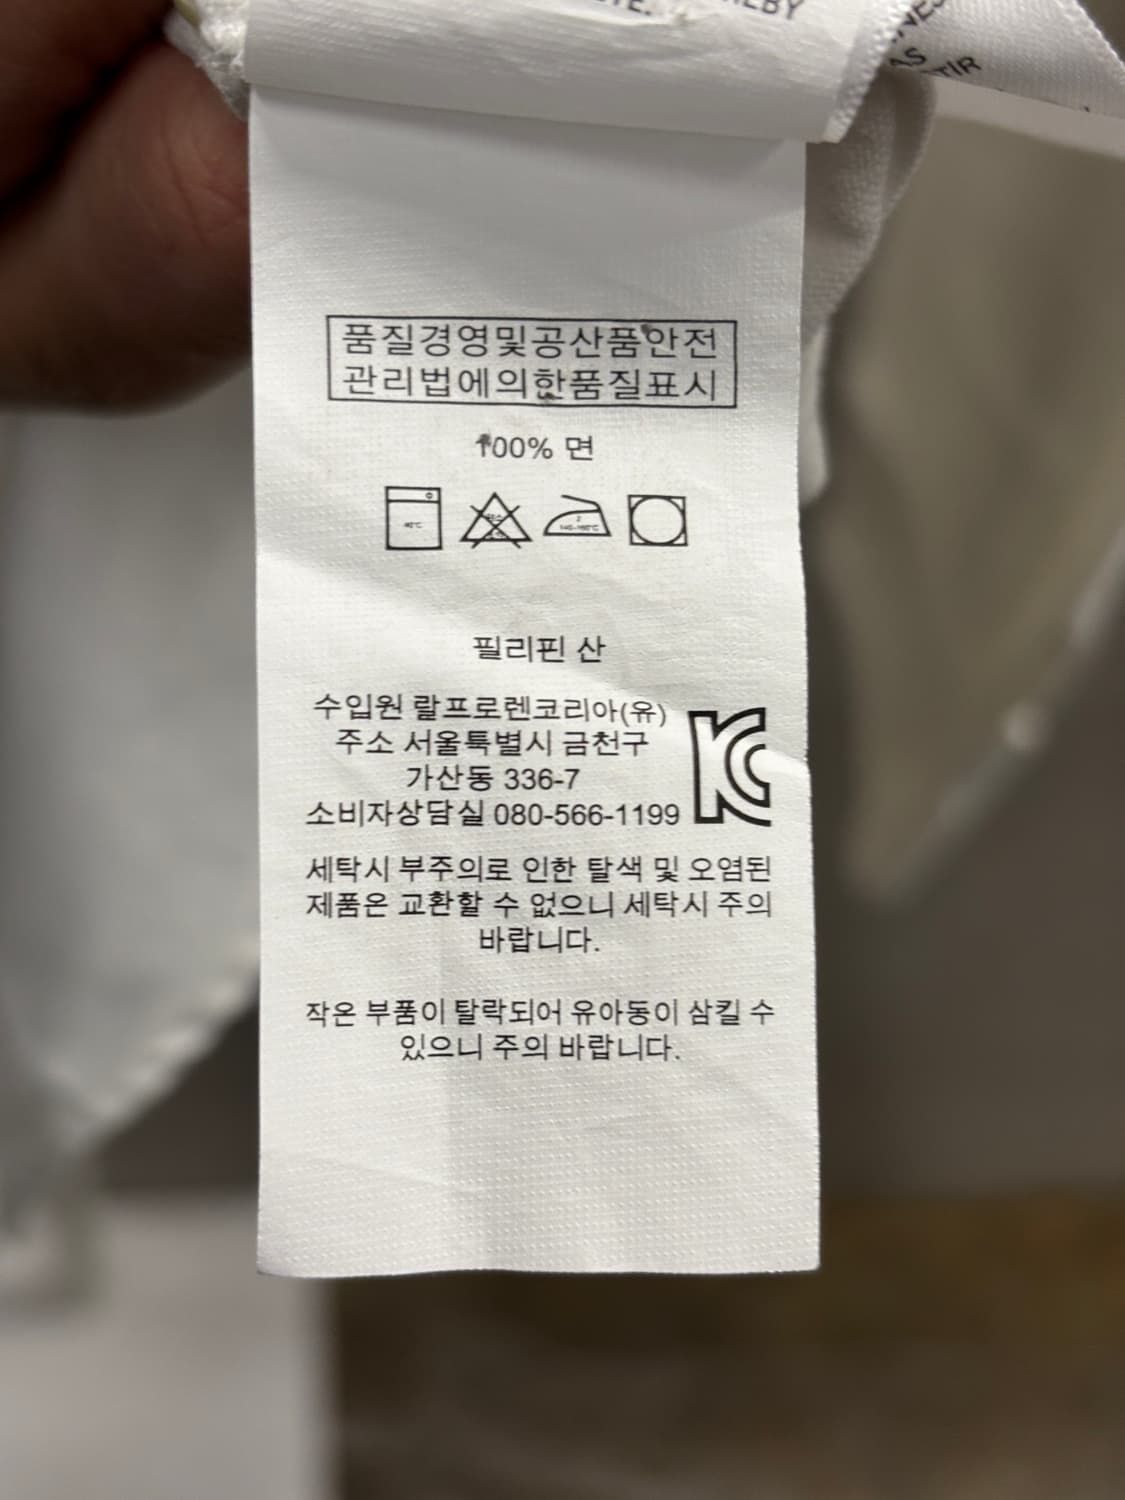 품질경영및공산품안전
관리법에의한품질표시
100% 면
40°C
2
140-160°C
필리핀 산
수입원 랄프로렌코리아(유)
주소 서울특별시 금천구
가산동 336-7
소비자상담실 080-566-1199
KC
세탁시 부주의로 인한 탈색 및 오염된
제품은 교환할 수 없으니 세탁시 주의
바랍니다.
작은 부품이 탈락되어 유아동이 삼킬 수
있으니 주의 바랍니다.